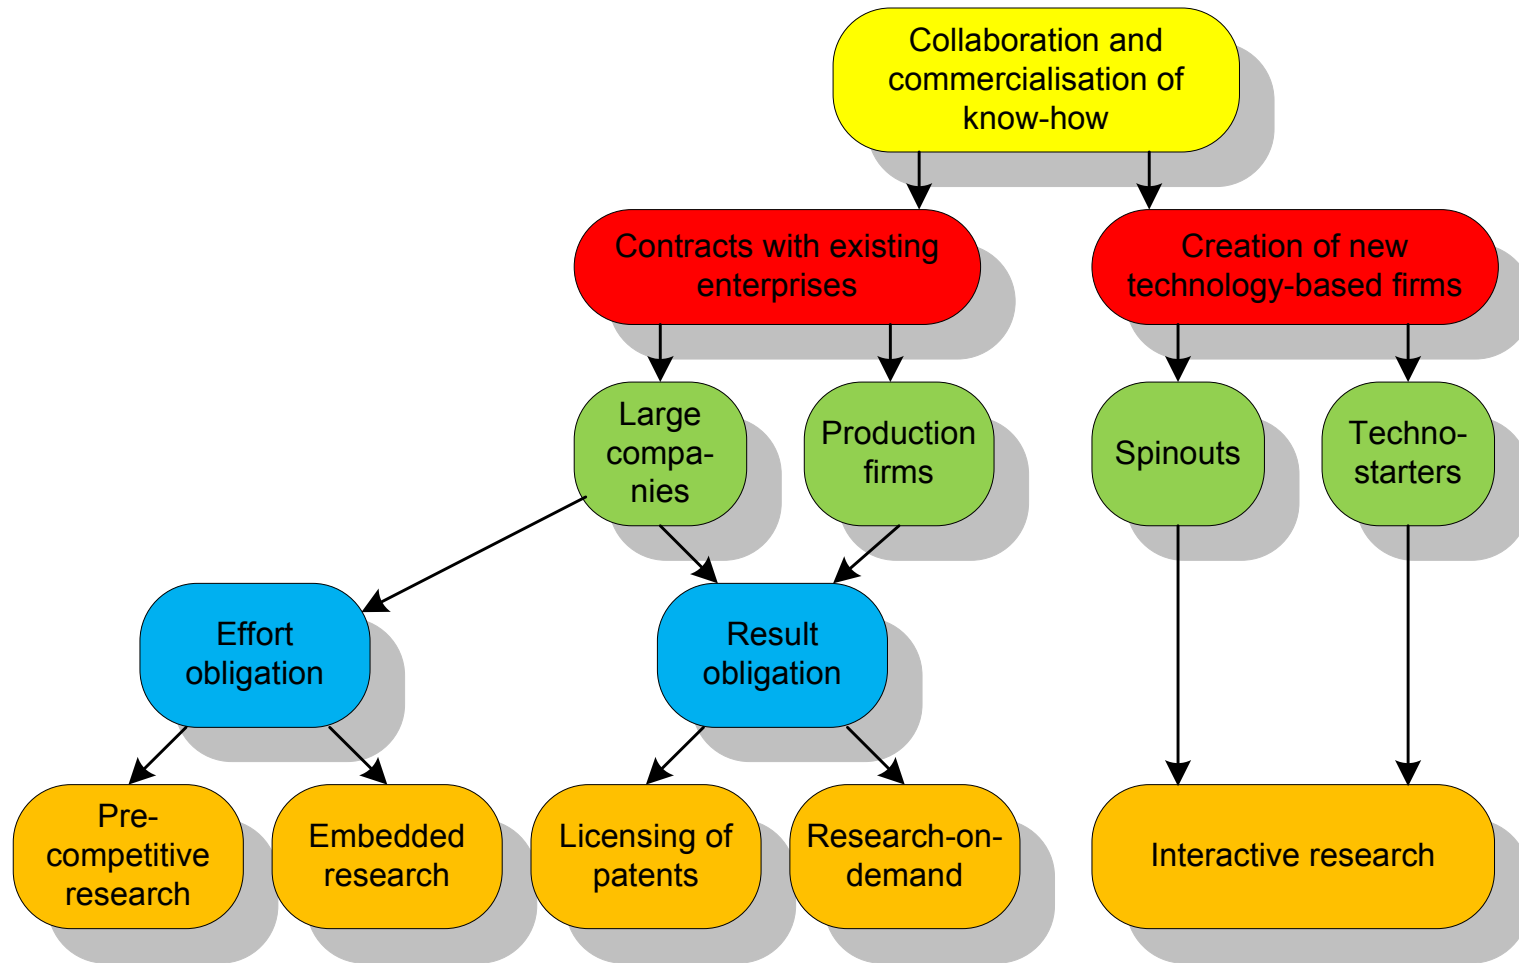 Collaboration and
commercialisation of
know-how
Contracts with existing
enterprises
Creation of new
technology-based firms
Large
compa-
nies
Production
firms
Spinouts
Techno-
starters
Effort
obligation
Result
obligation
Pre-
competitive
research
Embedded
research
Licensing of
patents
Research-on-
demand
Interactive research